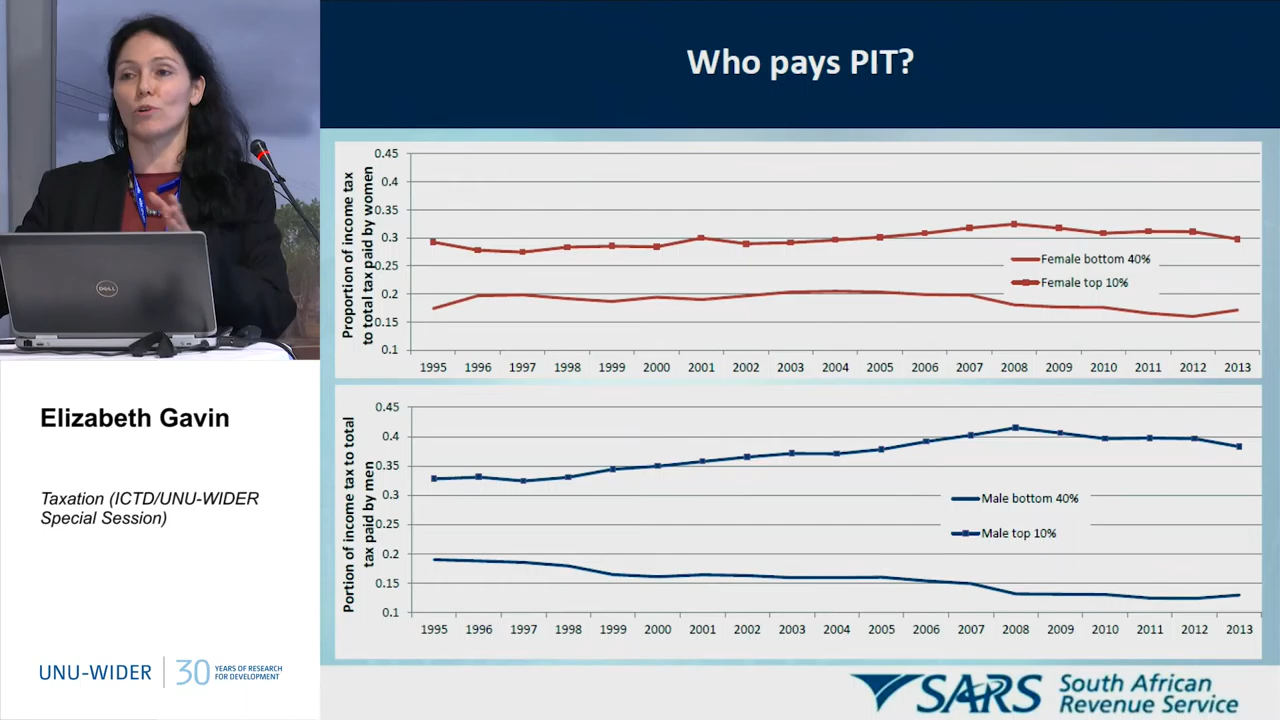 Who pays PIT?
Proportion of income tax
to total tax paid by women
0.45
0.4
0.35
0.3
0.25
0.2
0.15
0.1
Female bottom 40%
Female top 10%
1995 1996 1997 1998 1999 2000 2001 2002 2003 2004 2005 2006 2007 2008 2009 2010 2011 2012 2013
Portion of income tax to total
tax paid by men
0.45
0.4
0.35
0.3
0.25
0.2
0.15
0.1
Male bottom 40%
Male top 10%
1995 1996 1997 1998 1999 2000 2001 2002 2003 2004 2005 2006 2007 2008 2009 2010 2011 2012 2013
DELL
Elizabeth Gavin
Taxation (ICTD/UNU-WIDER
Special Session)
UNU-WIDER
30 YEARS OF RESEARCH
FOR DEVELOPMENT
SARS South African
Revenue Service